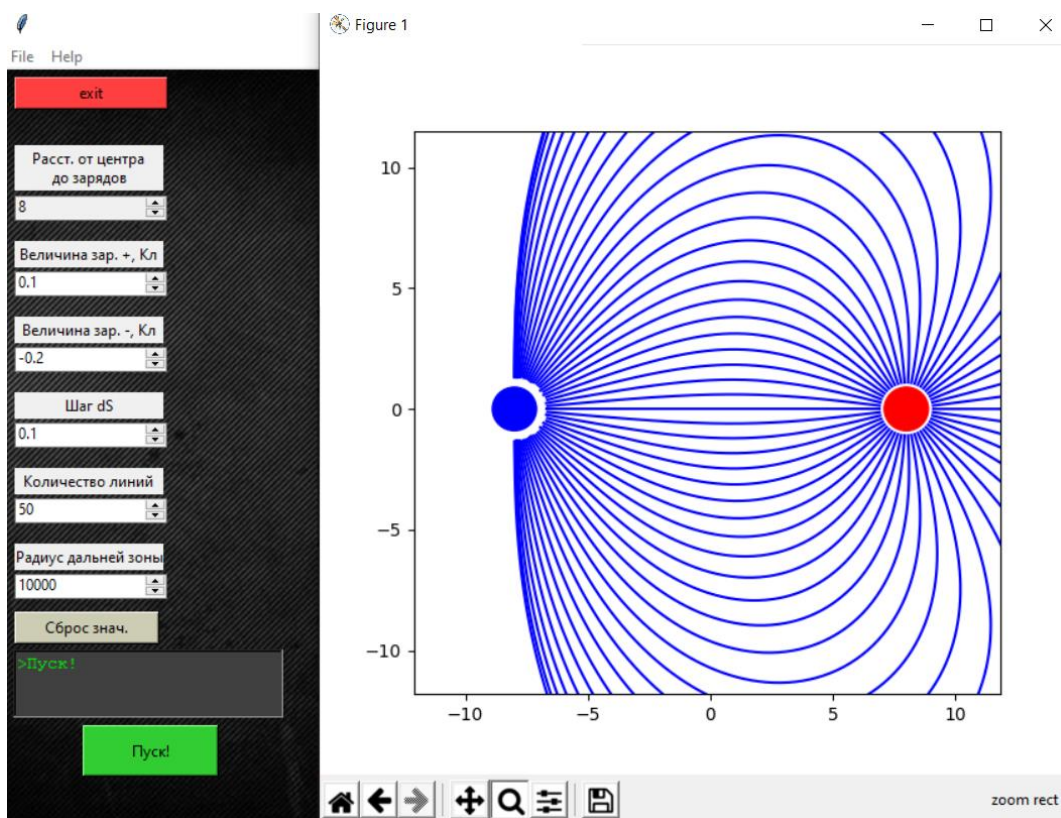 File Help
exit
Расст. от центра
до зарядов
8
Величина зар. +, Кл
0.1
Величина зар. -, Кл
-0.2
Шаг dS
0.1
Количество линий
50
Радиус дальней зоны
10000
Сброс знач.
>Пуск!
Пуск!
Figure 1
10
5
0
−5
−10
−10 −5 0 5 10
zoom rect